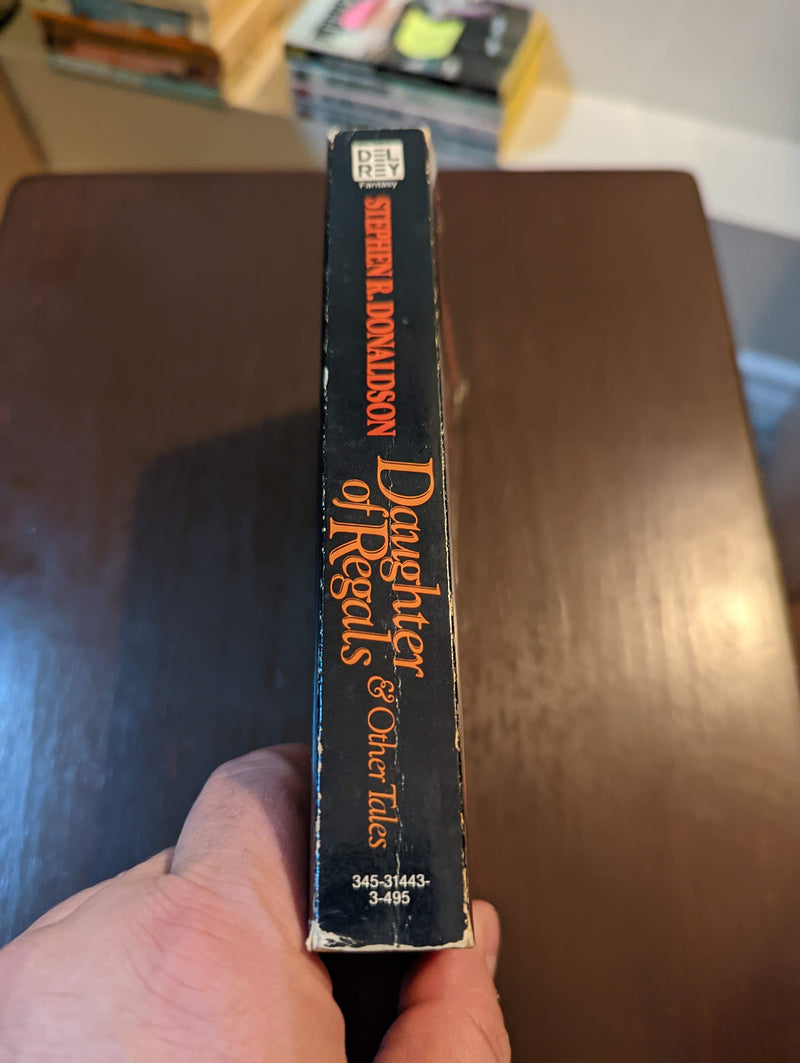 DEL
REY
Fantasy
STEPHEN R. DONALDSON
Daughter
of Regals
& Other Tales
345-31443-
3-495